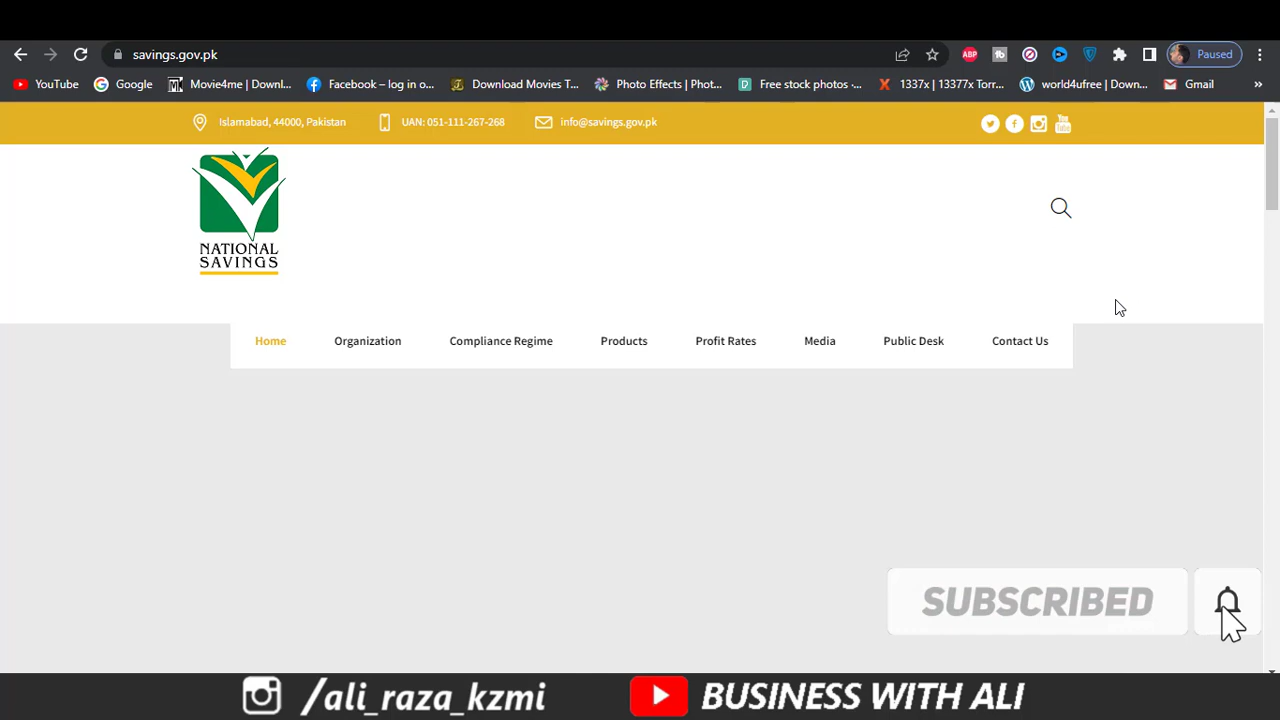 savings.gov.pk
Paused
YouTube Google Movie4me | Downl... Facebook – log in o... Download Movies T... Photo Effects | Phot... Free stock photos ·... 1337x | 13377x Torr... world4ufree | Down... Gmail »
Islamabad, 44000, Pakistan UAN: 051-111-267-268 info@savings.gov.pk
NATIONAL
SAVINGS
Home Organization Compliance Regime Products Profit Rates Media Public Desk Contact Us
SUBSCRIBED
/ali_raza_kzmi BUSINESS WITH ALI